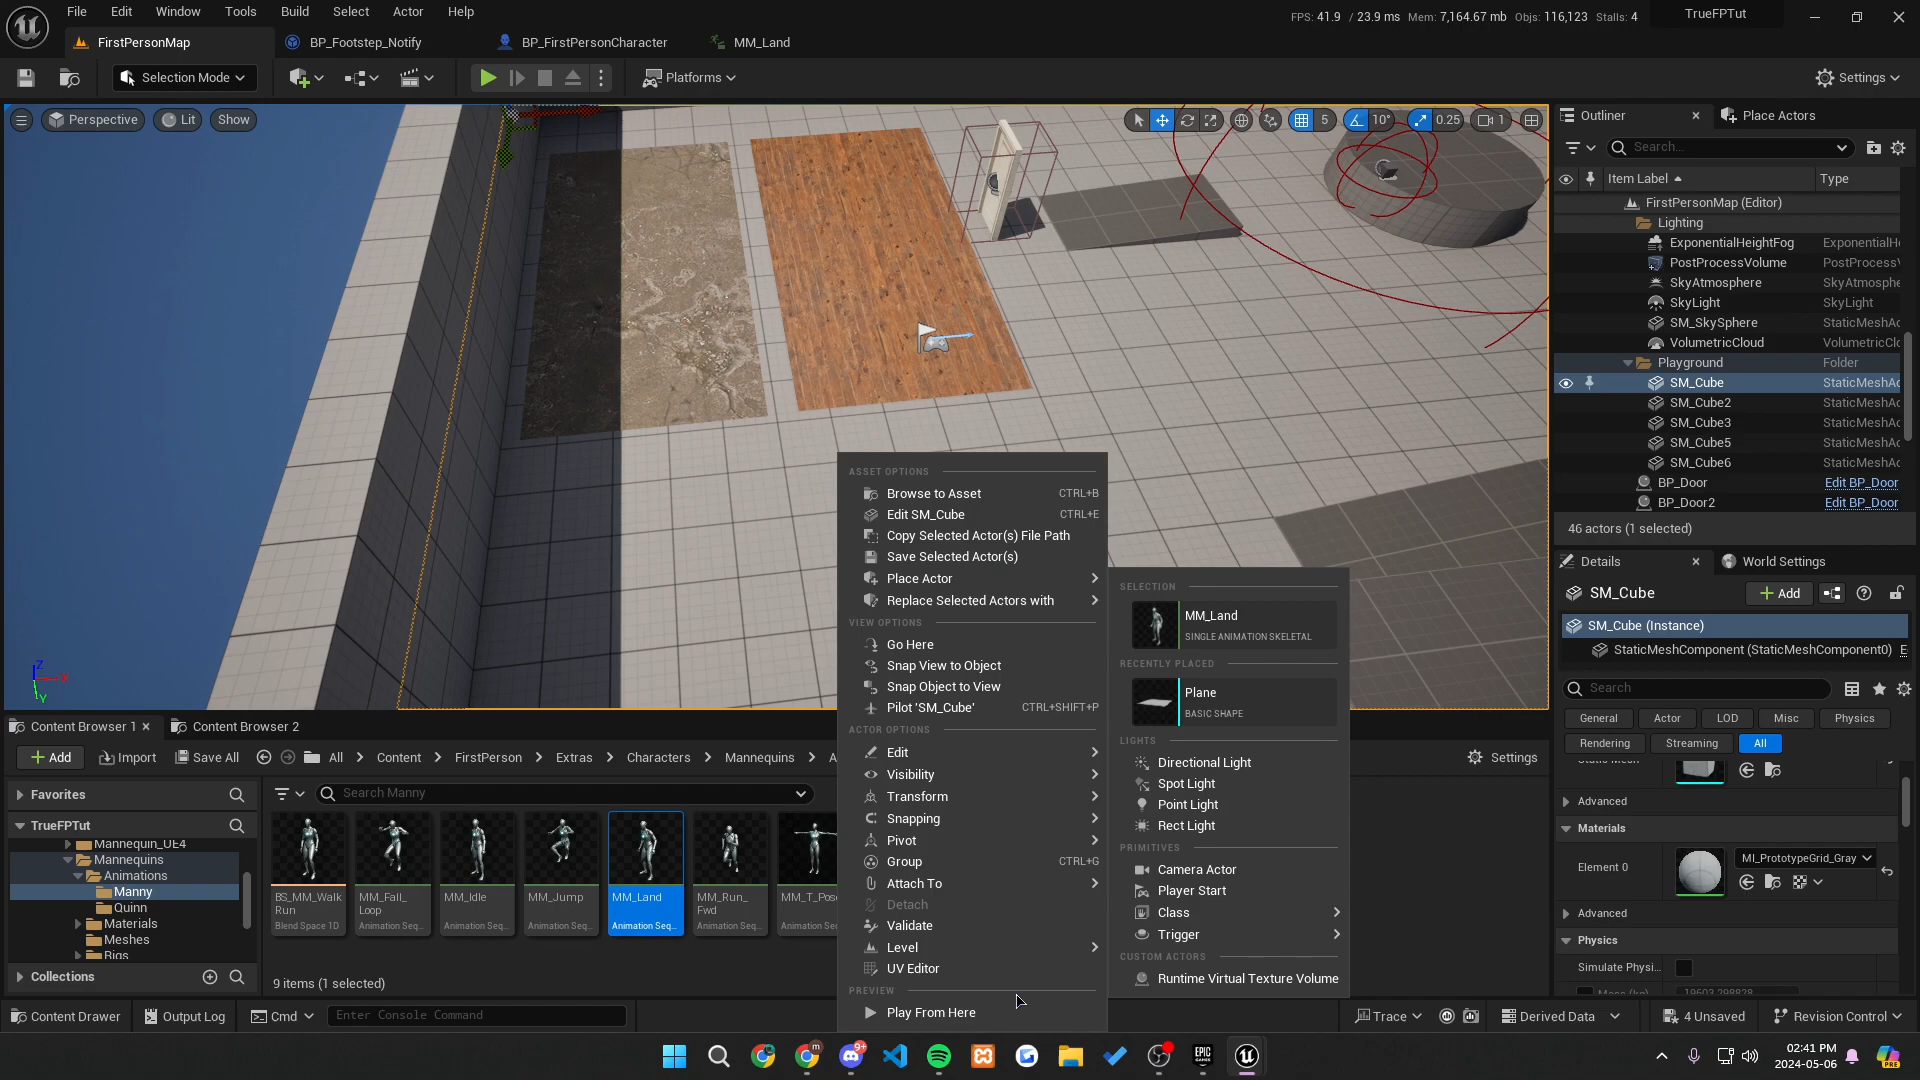 File Edit Window Tools Build Select Actor Help
FPS: 41.9 / 23.9 ms Mem: 7,164.67 mb Objs: 116,123 Stalls: 4
TrueFPTut
FirstPersonMap
BP_Footstep_Notify
BP_FirstPersonCharacter
MM_Land
Selection Mode
Platforms
Settings
Perspective
Lit
Show
5
10°
0.25
1
Outliner
Place Actors
Search...
Item Label
Type
FirstPersonMap (Editor)
Lighting
ExponentialHeightFog ExponentialH
PostProcessVolume PostProcessV
SkyAtmosphere SkyAtmosphe
SkyLight SkyLight
SM_SkySphere StaticMeshAc
VolumetricCloud VolumetricClo
Playground Folder
SM_Cube StaticMeshAc
SM_Cube2 StaticMeshAc
SM_Cube3 StaticMeshAc
SM_Cube5 StaticMeshAc
SM_Cube6 StaticMeshAc
BP_Door Edit BP_Door
BP_Door2 Edit BP_Door
46 actors (1 selected)
Details
World Settings
SM_Cube
Add
SM_Cube (Instance)
StaticMeshComponent (StaticMeshComponent0) E
Search
General Actor LOD Misc Physics
Rendering Streaming All
Advanced
Materials
Element 0
MI_PrototypeGrid_Gray
Advanced
Physics
Simulate Physi...
ASSET OPTIONS
Browse to Asset CTRL+B
Edit SM_Cube CTRL+E
Copy Selected Actor(s) File Path
Save Selected Actor(s)
Place Actor
Replace Selected Actors with
VIEW OPTIONS
Go Here
Snap View to Object
Snap Object to View
Pilot 'SM_Cube' CTRL+SHIFT+P
ACTOR OPTIONS
Edit
Visibility
Transform
Snapping
Pivot
Group CTRL+G
Attach To
Detach
Validate
Level
UV Editor
PREVIEW
Play From Here
SELECTION
MM_Land
SINGLE ANIMATION SKELETAL
RECENTLY PLACED
Plane
BASIC SHAPE
LIGHTS
Directional Light
Spot Light
Point Light
Rect Light
PRIMITIVES
Camera Actor
Player Start
Class
Trigger
CUSTOM ACTORS
Runtime Virtual Texture Volume
Content Browser 1
Content Browser 2
Add
Import
Save All
All
Content
FirstPerson
Extras
Characters
Mannequins
A
Settings
Favorites
TrueFPTut
Mannequin_UE4
Mannequins
Animations
Manny
Quinn
Materials
Meshes
Rigs
Collections
Search Manny
BS_MM_Walk
Run
Blend Space 1D
MM_Fall_
Loop
Animation Seq...
MM_Idle
Animation Seq...
MM_Jump
Animation Seq...
MM_Land
Animation Seq...
MM_Run_
Fwd
Animation Seq...
MM_T_Pose
Animation Seq
9 items (1 selected)
Content Drawer
Output Log
Cmd
Enter Console Command
Trace
Derived Data
4 Unsaved
Revision Control
02:41 PM
2024-05-06